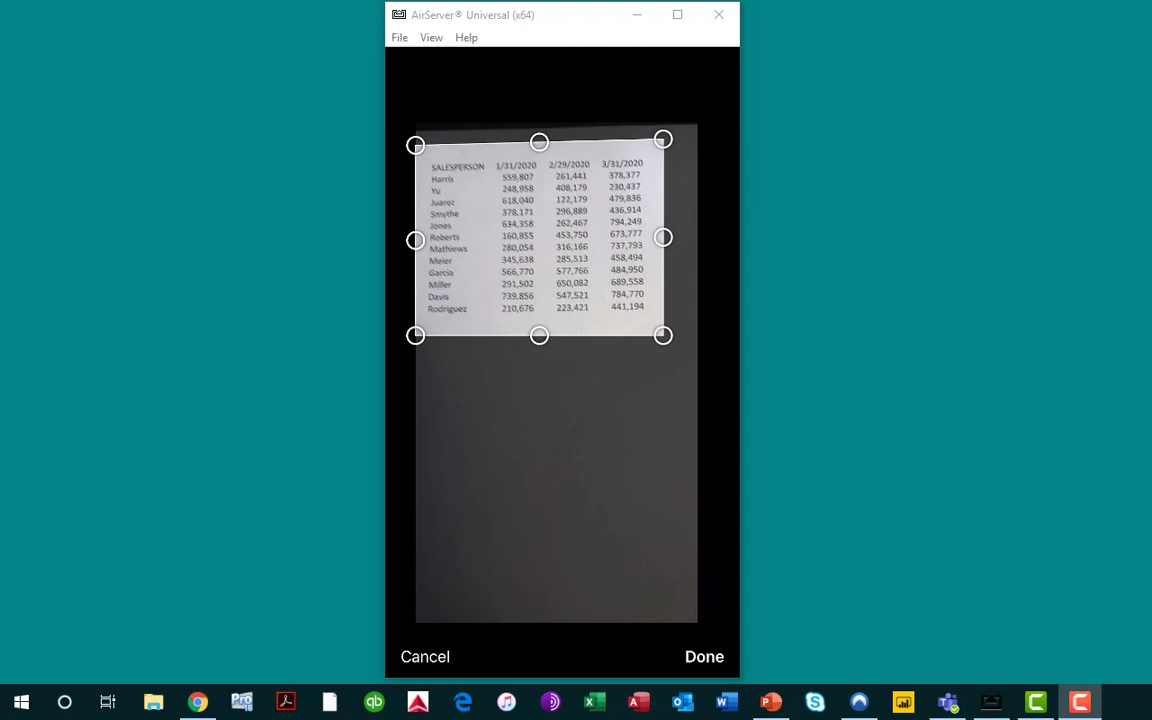 AirServer® Universal (x64)
File View Help
SALESPERSON 1/31/2020 2/29/2020 3/31/2020
Harris 559,807 261,441 378,377
Yu 248,958 408,179 230,437
Juarez 618,040 122,179 479,836
Smythe 378,171 296,889 436,914
Jones 634,358 262,467 794,249
Roberts 160,855 453,750 673,777
Mathiews 280,054 316,166 737,793
Meier 345,638 285,513 458,494
Garcia 566,770 577,766 484,950
Miller 291,502 650,082 689,558
Davis 739,856 547,521 784,770
Rodriguez 210,676 223,421 441,194
Cancel Done